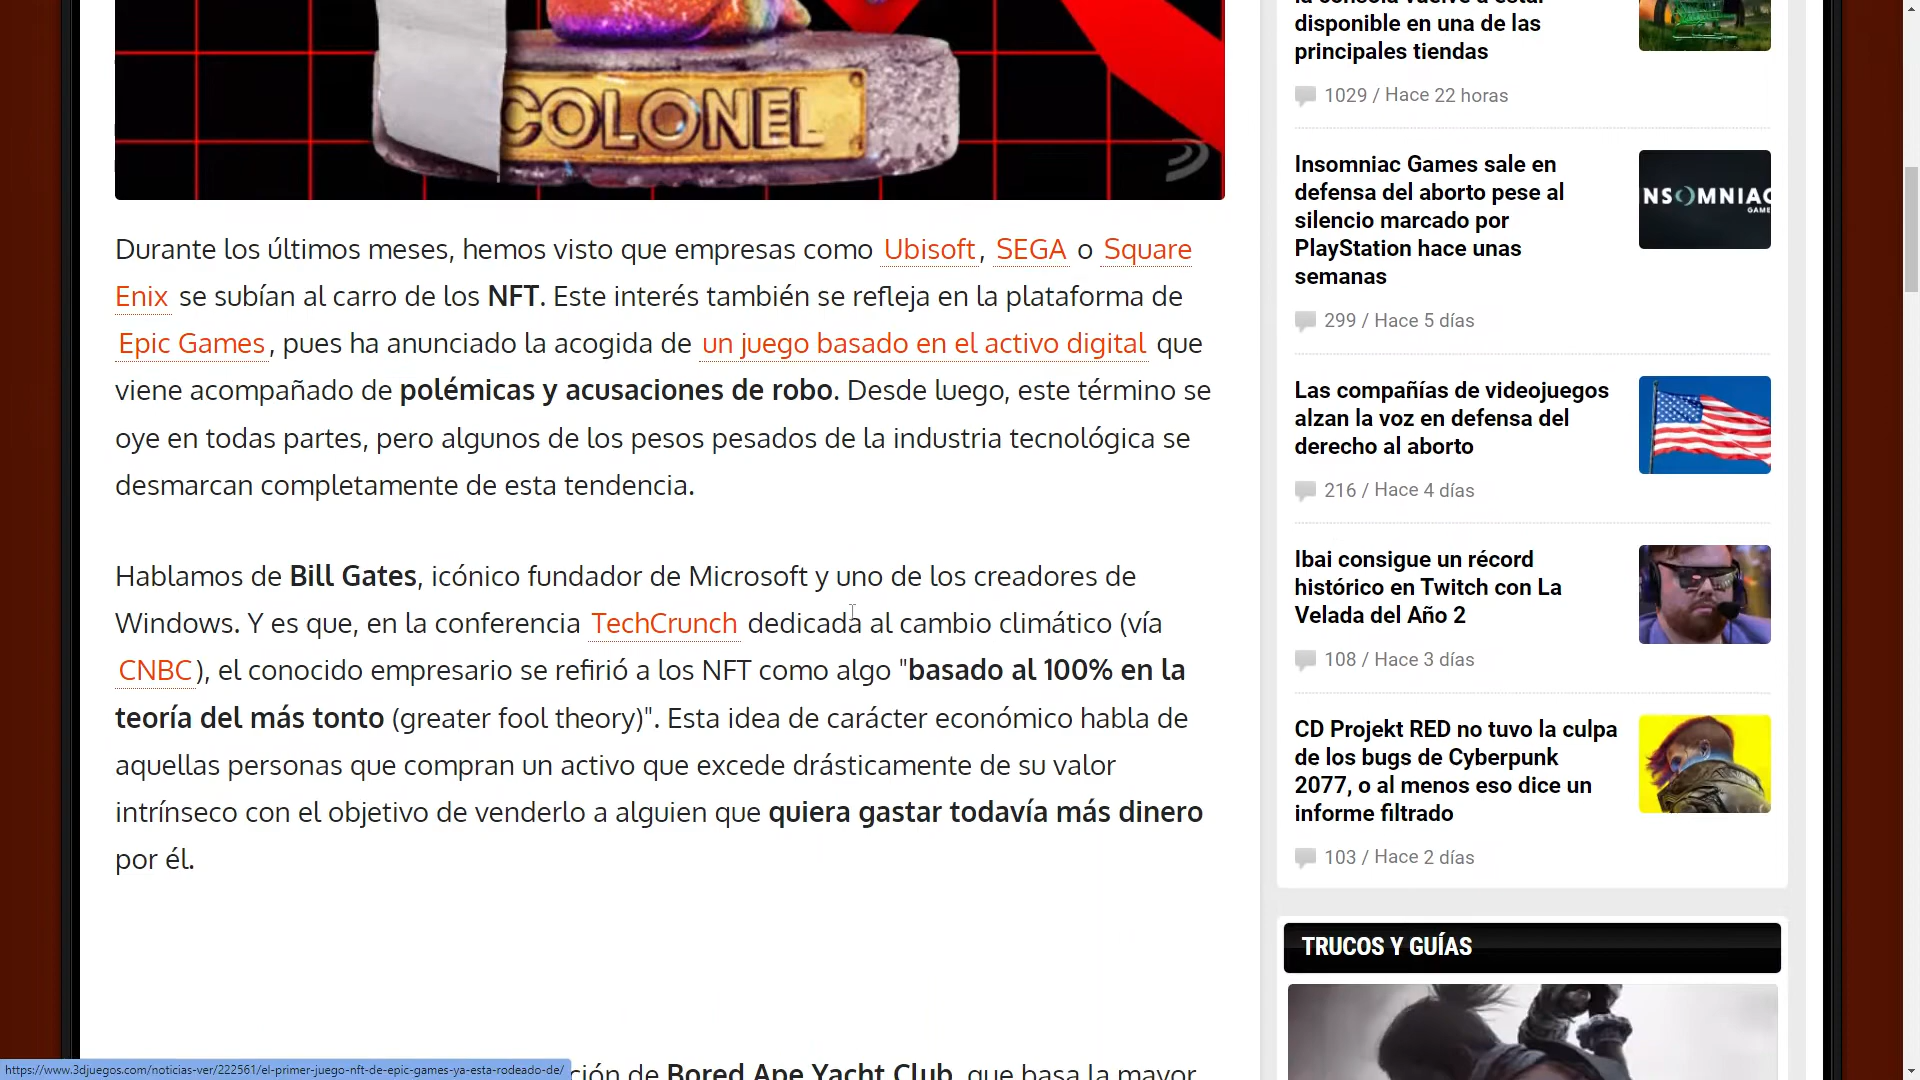 COLONEL
Durante los últimos meses, hemos visto que empresas como Ubisoft, SEGA o Square
Enix se subían al carro de los NFT. Este interés también se refleja en la plataforma de
Epic Games, pues ha anunciado la acogida de un juego basado en el activo digital que
viene acompañado de polémicas y acusaciones de robo. Desde luego, este término se
oye en todas partes, pero algunos de los pesos pesados de la industria tecnológica se
desmarcan completamente de esta tendencia.
Hablamos de Bill Gates, icónico fundador de Microsoft y uno de los creadores de
Windows. Y es que, en la conferencia TechCrunch dedicada al cambio climático (vía
CNBC), el conocido empresario se refirió a los NFT como algo "basado al 100% en la
teoría del más tonto (greater fool theory)". Esta idea de carácter económico habla de
aquellas personas que compran un activo que excede drásticamente de su valor
intrínseco con el objetivo de venderlo a alguien que quiera gastar todavía más dinero
por él.
ción de Bored Ape Yacht Club, que basa la mayor
https://www.3djuegos.com/noticias-ver/222561/el-primer-juego-nft-de-epic-games-ya-esta-rodeado-de/
la consola vuelve a estar
disponible en una de las
principales tiendas
1029 / Hace 22 horas
Insomniac Games sale en
defensa del aborto pese al
silencio marcado por
PlayStation hace unas
semanas
NSOMNIAC
GAME
299 / Hace 5 días
Las compañías de videojuegos
alzan la voz en defensa del
derecho al aborto
216 / Hace 4 días
Ibai consigue un récord
histórico en Twitch con La
Velada del Año 2
108 / Hace 3 días
CD Projekt RED no tuvo la culpa
de los bugs de Cyberpunk
2077, o al menos eso dice un
informe filtrado
103 / Hace 2 días
TRUCOS Y GUÍAS